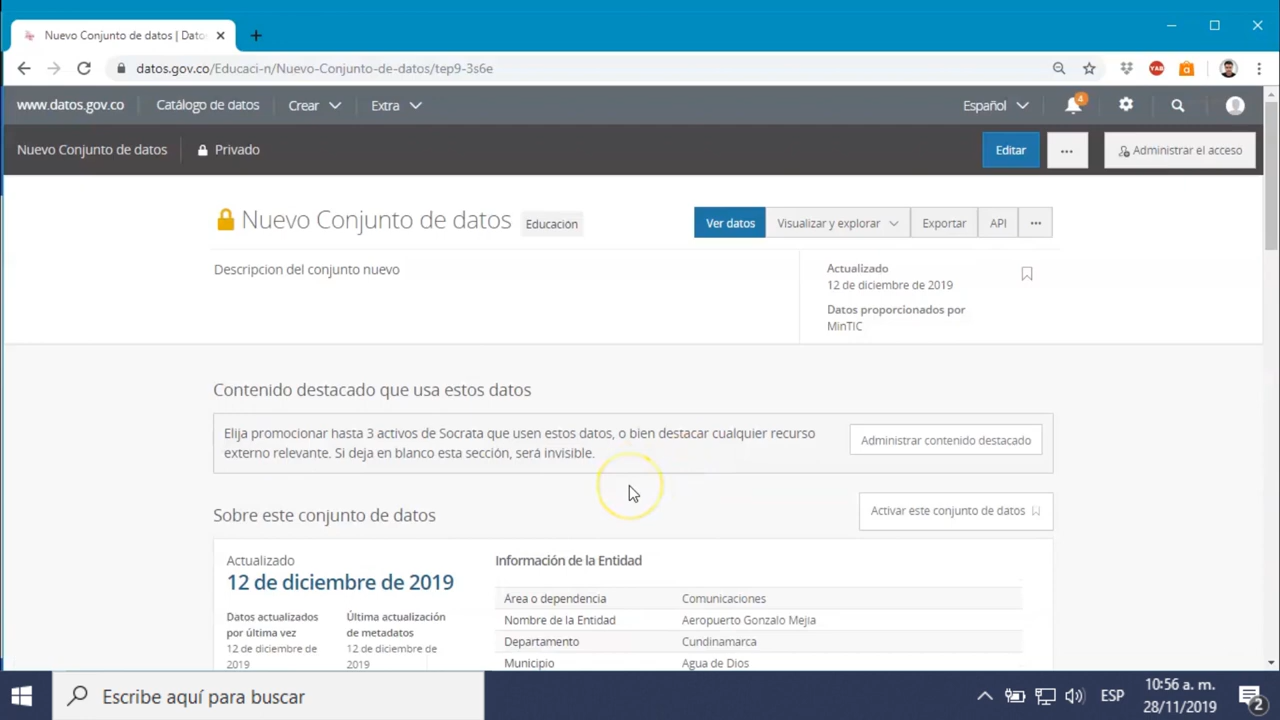 Nuevo Conjunto de datos | Dato
datos.gov.co/Educaci-n/Nuevo-Conjunto-de-datos/tep9-3s6e
www.datos.gov.co Catálogo de datos Crear Extra Español 4
Nuevo Conjunto de datos Privado Editar ... Administrar el acceso
Nuevo Conjunto de datos Educación Ver datos Visualizar y explorar Exportar API ...
Descripcion del conjunto nuevo
Actualizado
12 de diciembre de 2019
Datos proporcionados por
MinTIC
Contenido destacado que usa estos datos
Elija promocionar hasta 3 activos de Socrata que usen estos datos, o bien destacar cualquier recurso
externo relevante. Si deja en blanco esta sección, será invisible.
Administrar contenido destacado
Sobre este conjunto de datos
Activar este conjunto de datos
Actualizado
12 de diciembre de 2019
Datos actualizados
por última vez
12 de diciembre de
2019
Última actualización
de metadatos
12 de diciembre de
2019
Información de la Entidad
Area o dependencia Comunicaciones
Nombre de la Entidad Aeropuerto Gonzalo Mejia
Departamento Cundinamarca
Municipio Agua de Dios
Escribe aquí para buscar
ESP
10:56 a. m.
28/11/2019
2